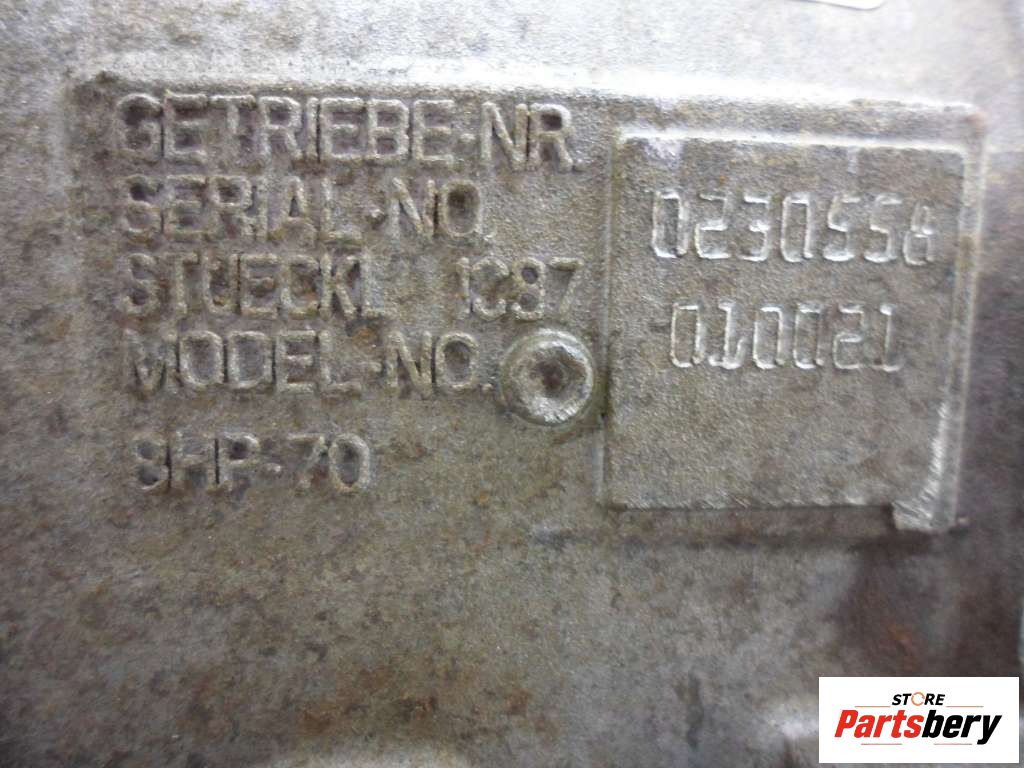 GETRIEBE-NR.
SERIAL-NO.
STUECKL 1C87
MODEL-NO.
8HP-70
0230558
010021
STORE
Partsbery